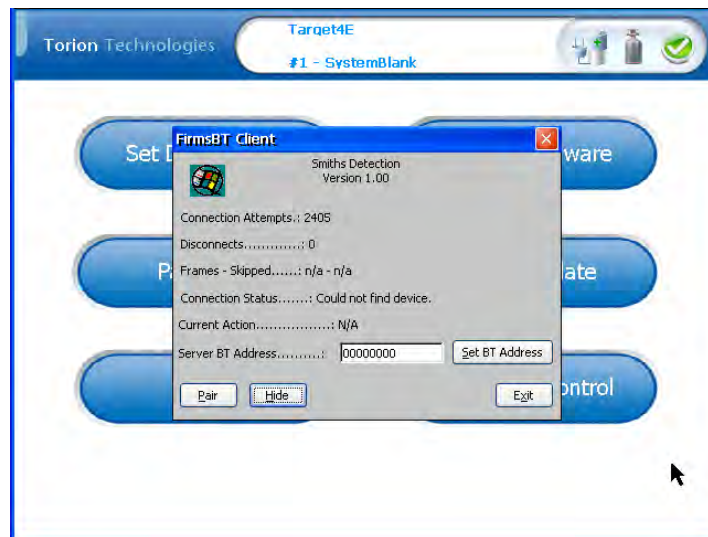 Torion Technologies
Target4E
#1 - SystemBlank
Set
ware
FirmsBT Client
Smiths Detection
Version 1.00
Connection Attempts.: 2405
Disconnects.............: 0
Frames - Skipped......: n/a - n/a
Connection Status.......: Could not find device.
Current Action.................: N/A
Server BT Address..........: 00000000 Set BT Address
Pair Hide Exit